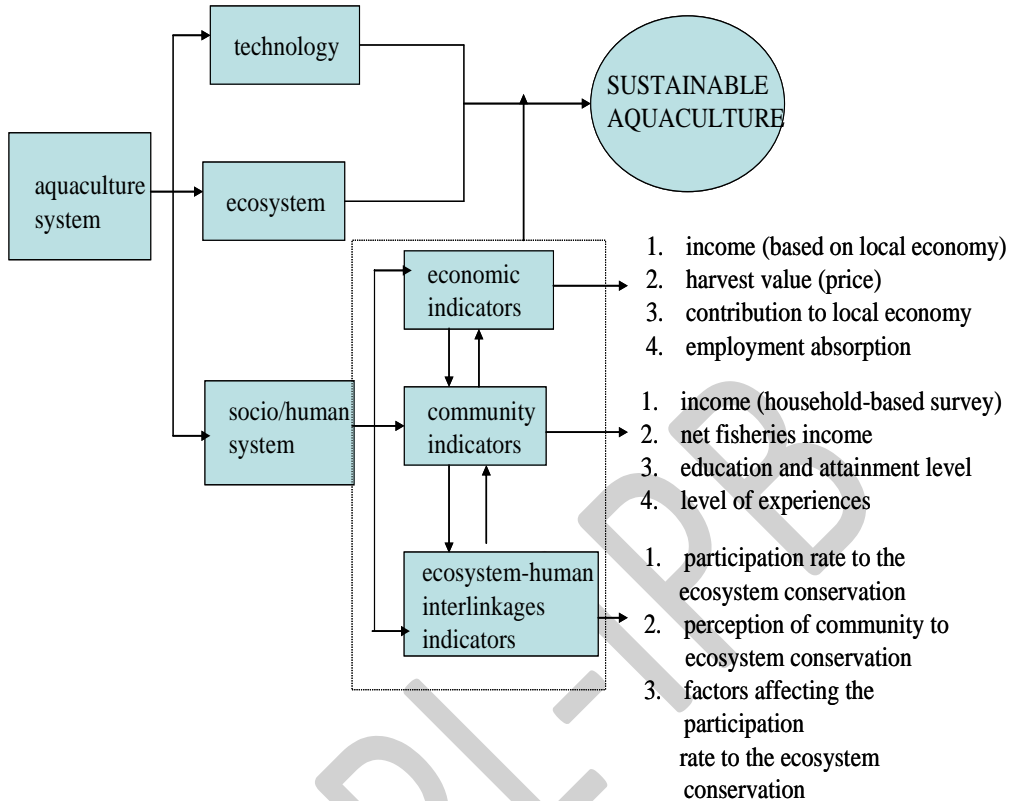 technology
SUSTAINABLE
AQUACULTURE
aquaculture
system
ecosystem
economic
indicators
1. income (based on local economy)
2. harvest value (price)
3. contribution to local economy
4. employment absorption
socio/human
system
community
indicators
1. income (household-based survey)
2. net fisheries income
3. education and attainment level
4. level of experiences
ecosystem-human
interlinkages
indicators
1. participation rate to the
ecosystem conservation
2. perception of community to
ecosystem conservation
3. factors affecting the
participation
rate to the ecosystem
conservation
PL-IPB